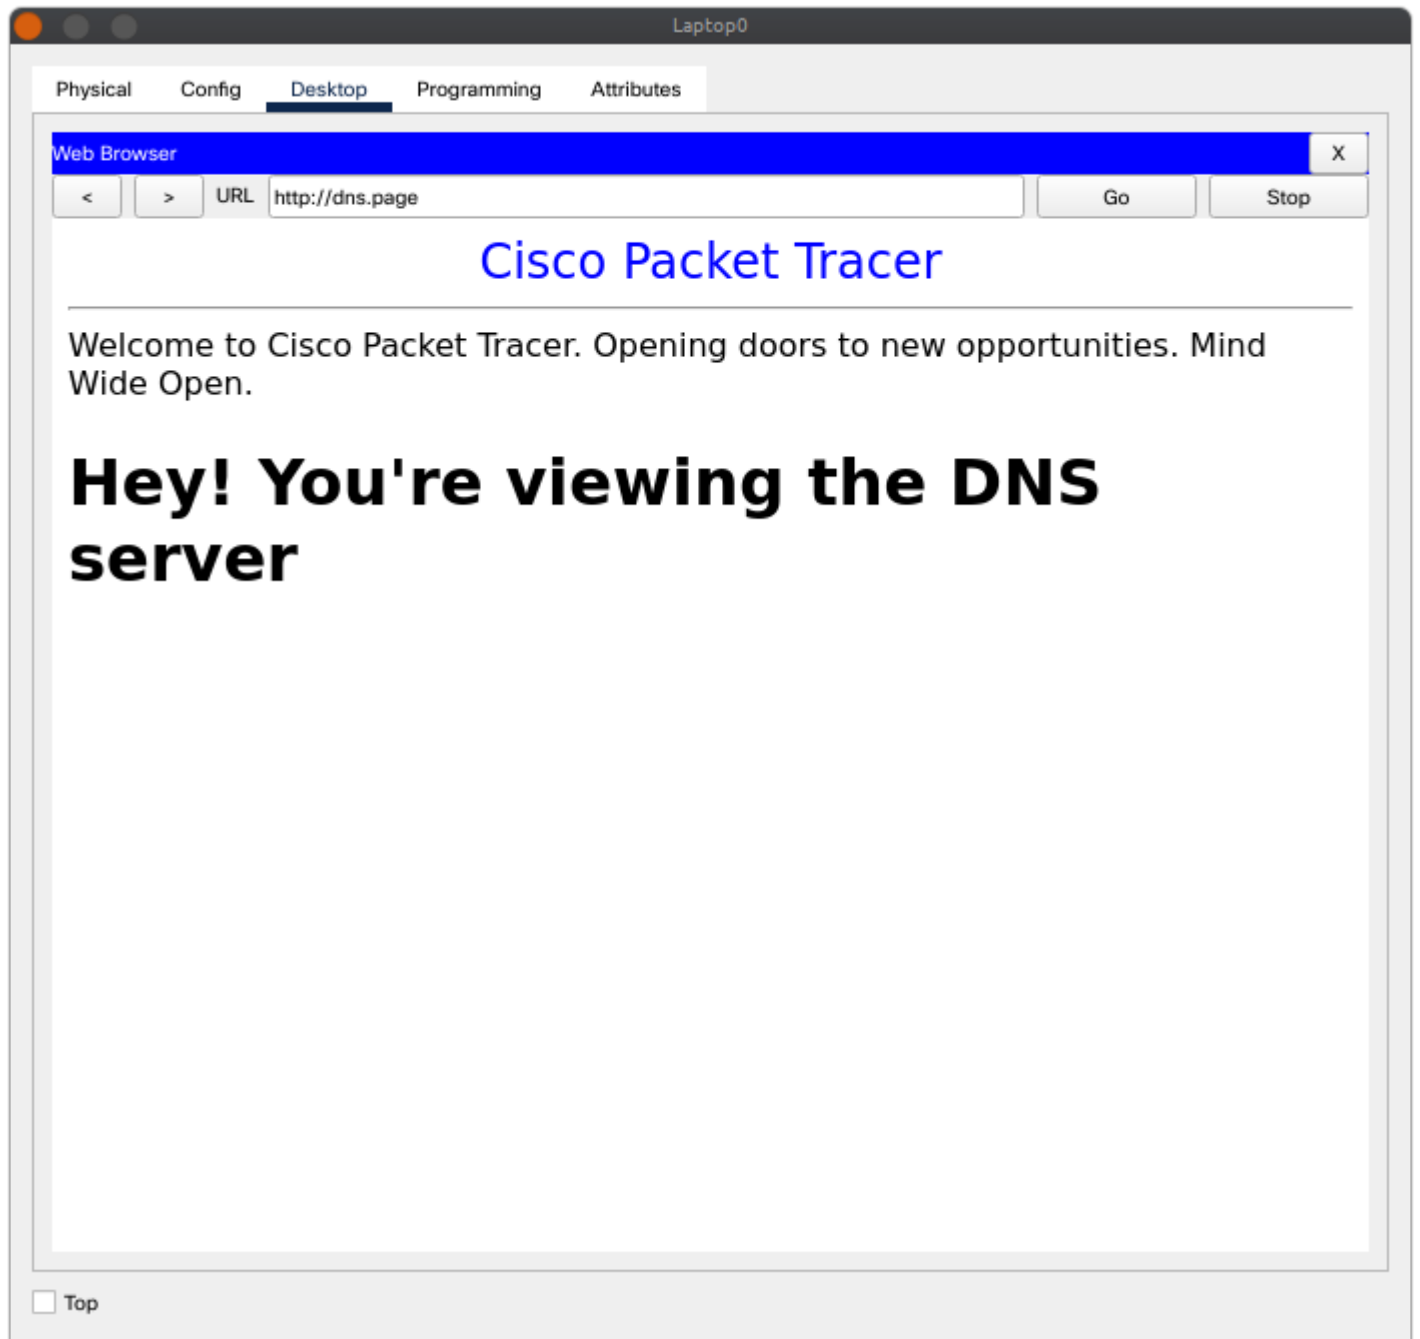 Laptop0
Physical Config Desktop Programming Attributes
Web Browser X
< > URL http://dns.page Go Stop
Cisco Packet Tracer
Welcome to Cisco Packet Tracer. Opening doors to new opportunities. Mind
Wide Open.
Hey! You're viewing the DNS
server
Top